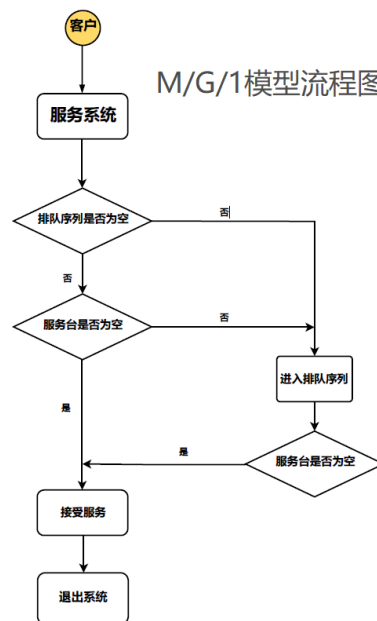 客户
M/G/1模型流程图
服务系统
排队序列是否为空
否
否
服务台是否为空
否
进入排队序列
是
是
服务台是否为空
接受服务
退出系统